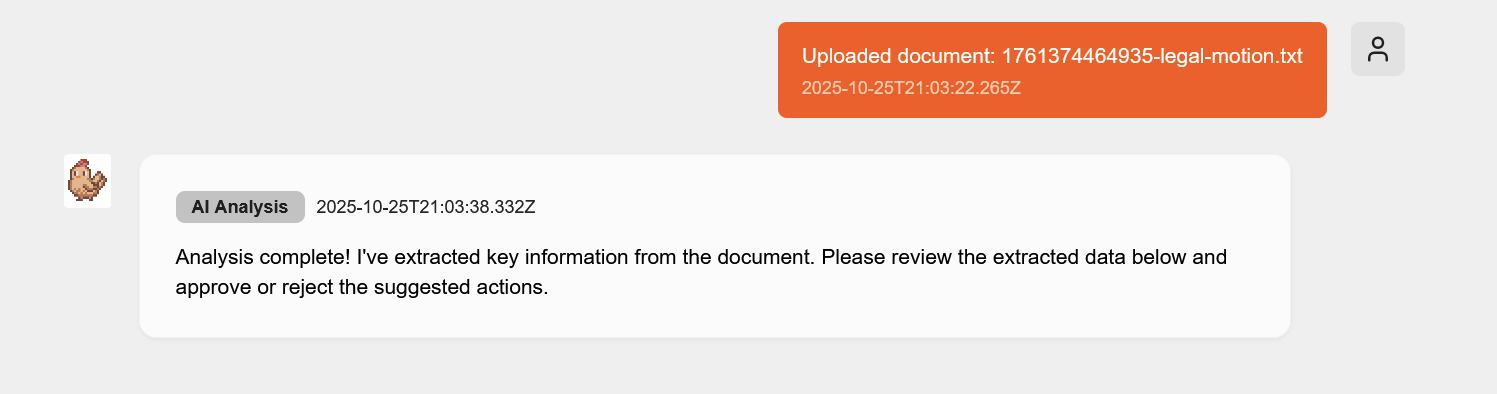 Uploaded document: 1761374464935-legal-motion.txt
2025-10-25T21:03:22.265Z
AI Analysis 2025-10-25T21:03:38.332Z
Analysis complete! I've extracted key information from the document. Please review the extracted data below and
approve or reject the suggested actions.